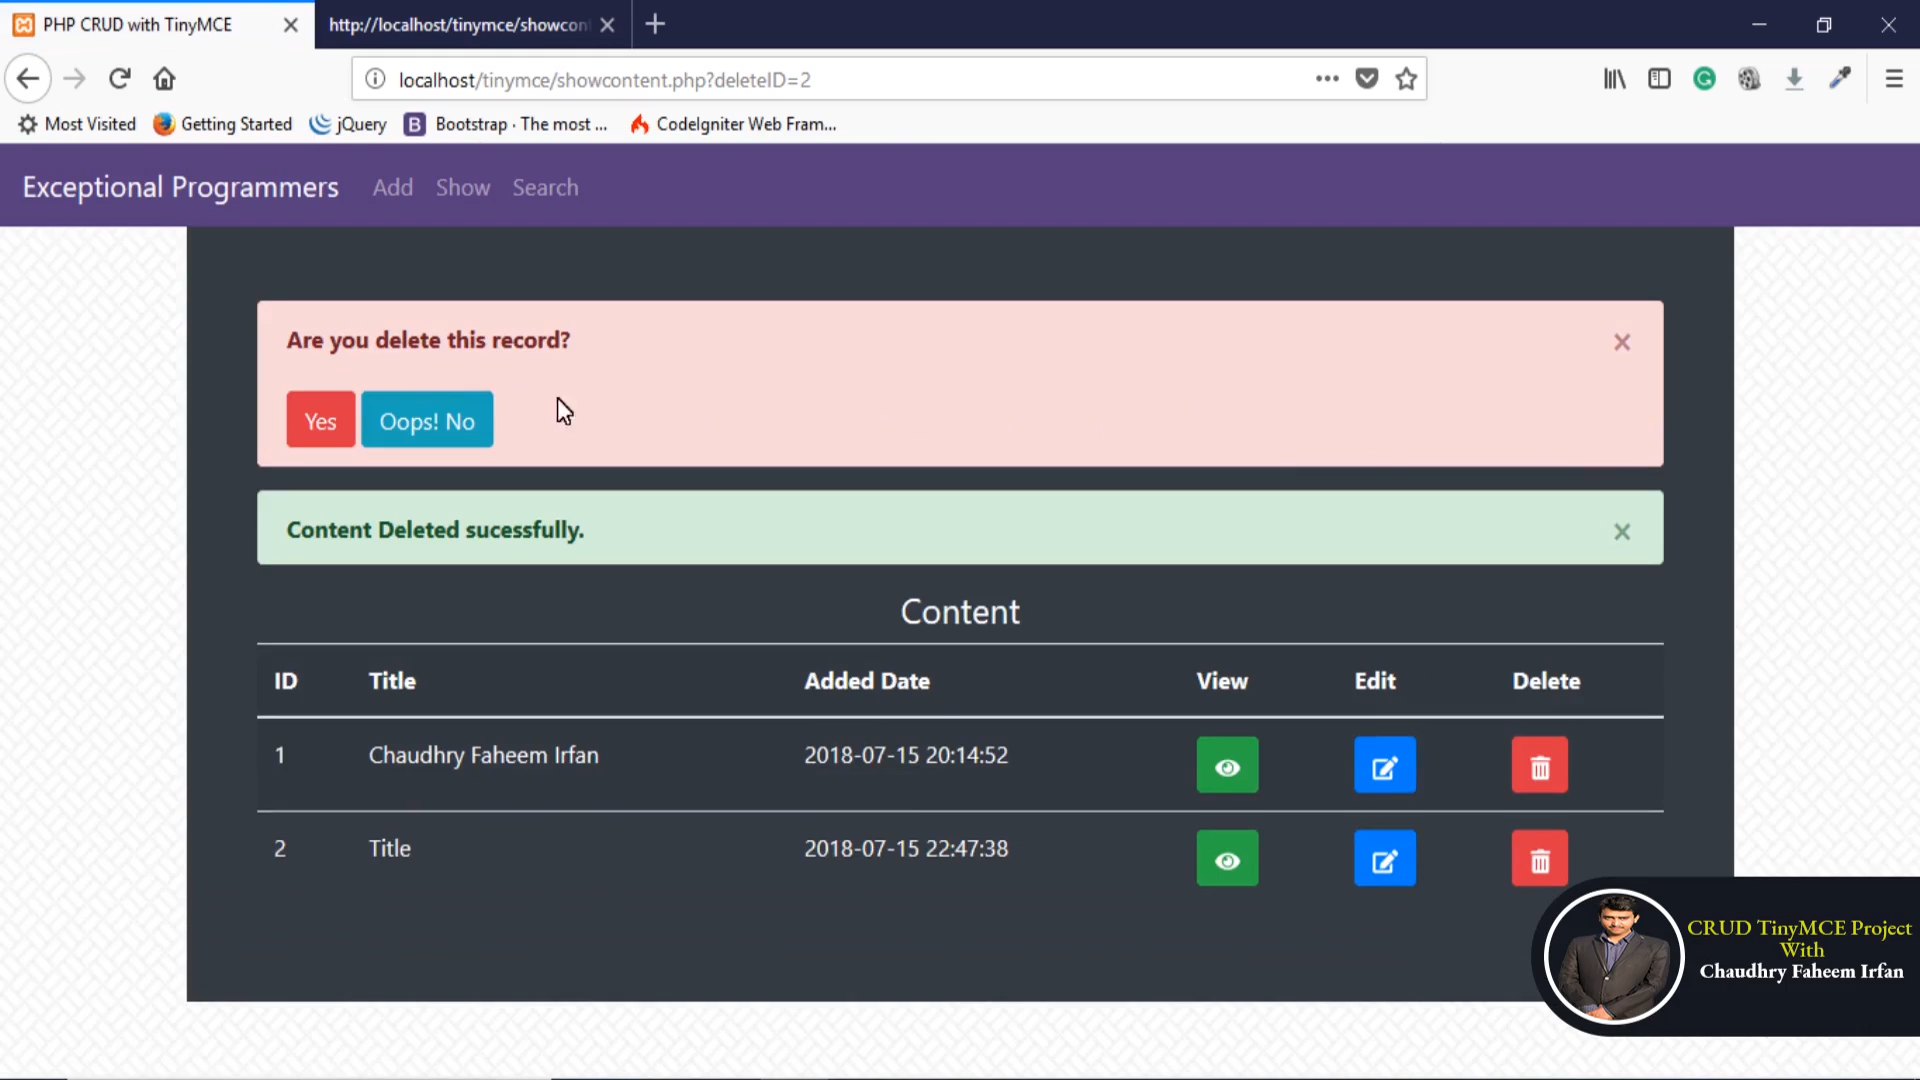 PHP CRUD with TinyMCE
http://localhost/tinymce/showcon
localhost/tinymce/showcontent.php?deleteID=2
Most Visited Getting Started jQuery B Bootstrap · The most ... CodeIgniter Web Fram...
Exceptional Programmers Add Show Search
Are you delete this record?
Yes Oops! No
Content Deleted sucessfully.
Content
ID Title Added Date View Edit Delete
1 Chaudhry Faheem Irfan 2018-07-15 20:14:52
2 Title 2018-07-15 22:47:38
CRUD TinyMCE Project
With
Chaudhry Faheem Irfan